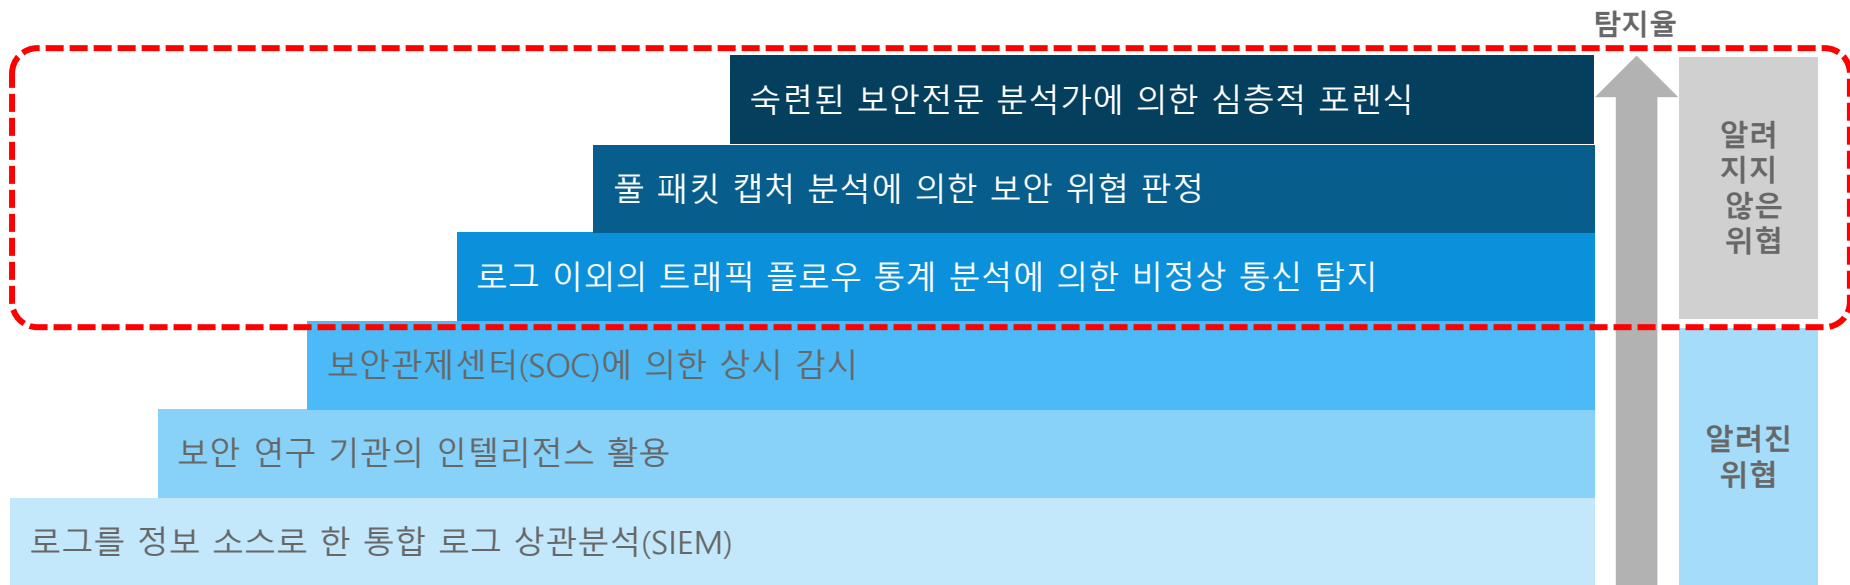 탐지율
숙련된 보안전문 분석가에 의한 심층적 포렌식
풀 패킷 캡처 분석에 의한 보안 위협 판정
로그 이외의 트래픽 플로우 통계 분석에 의한 비정상 통신 탐지
알려
지지
않은
위협
보안관제센터(SOC)에 의한 상시 감시
보안 연구 기관의 인텔리전스 활용
로그를 정보 소스로 한 통합 로그 상관분석(SIEM)
알려진
위협